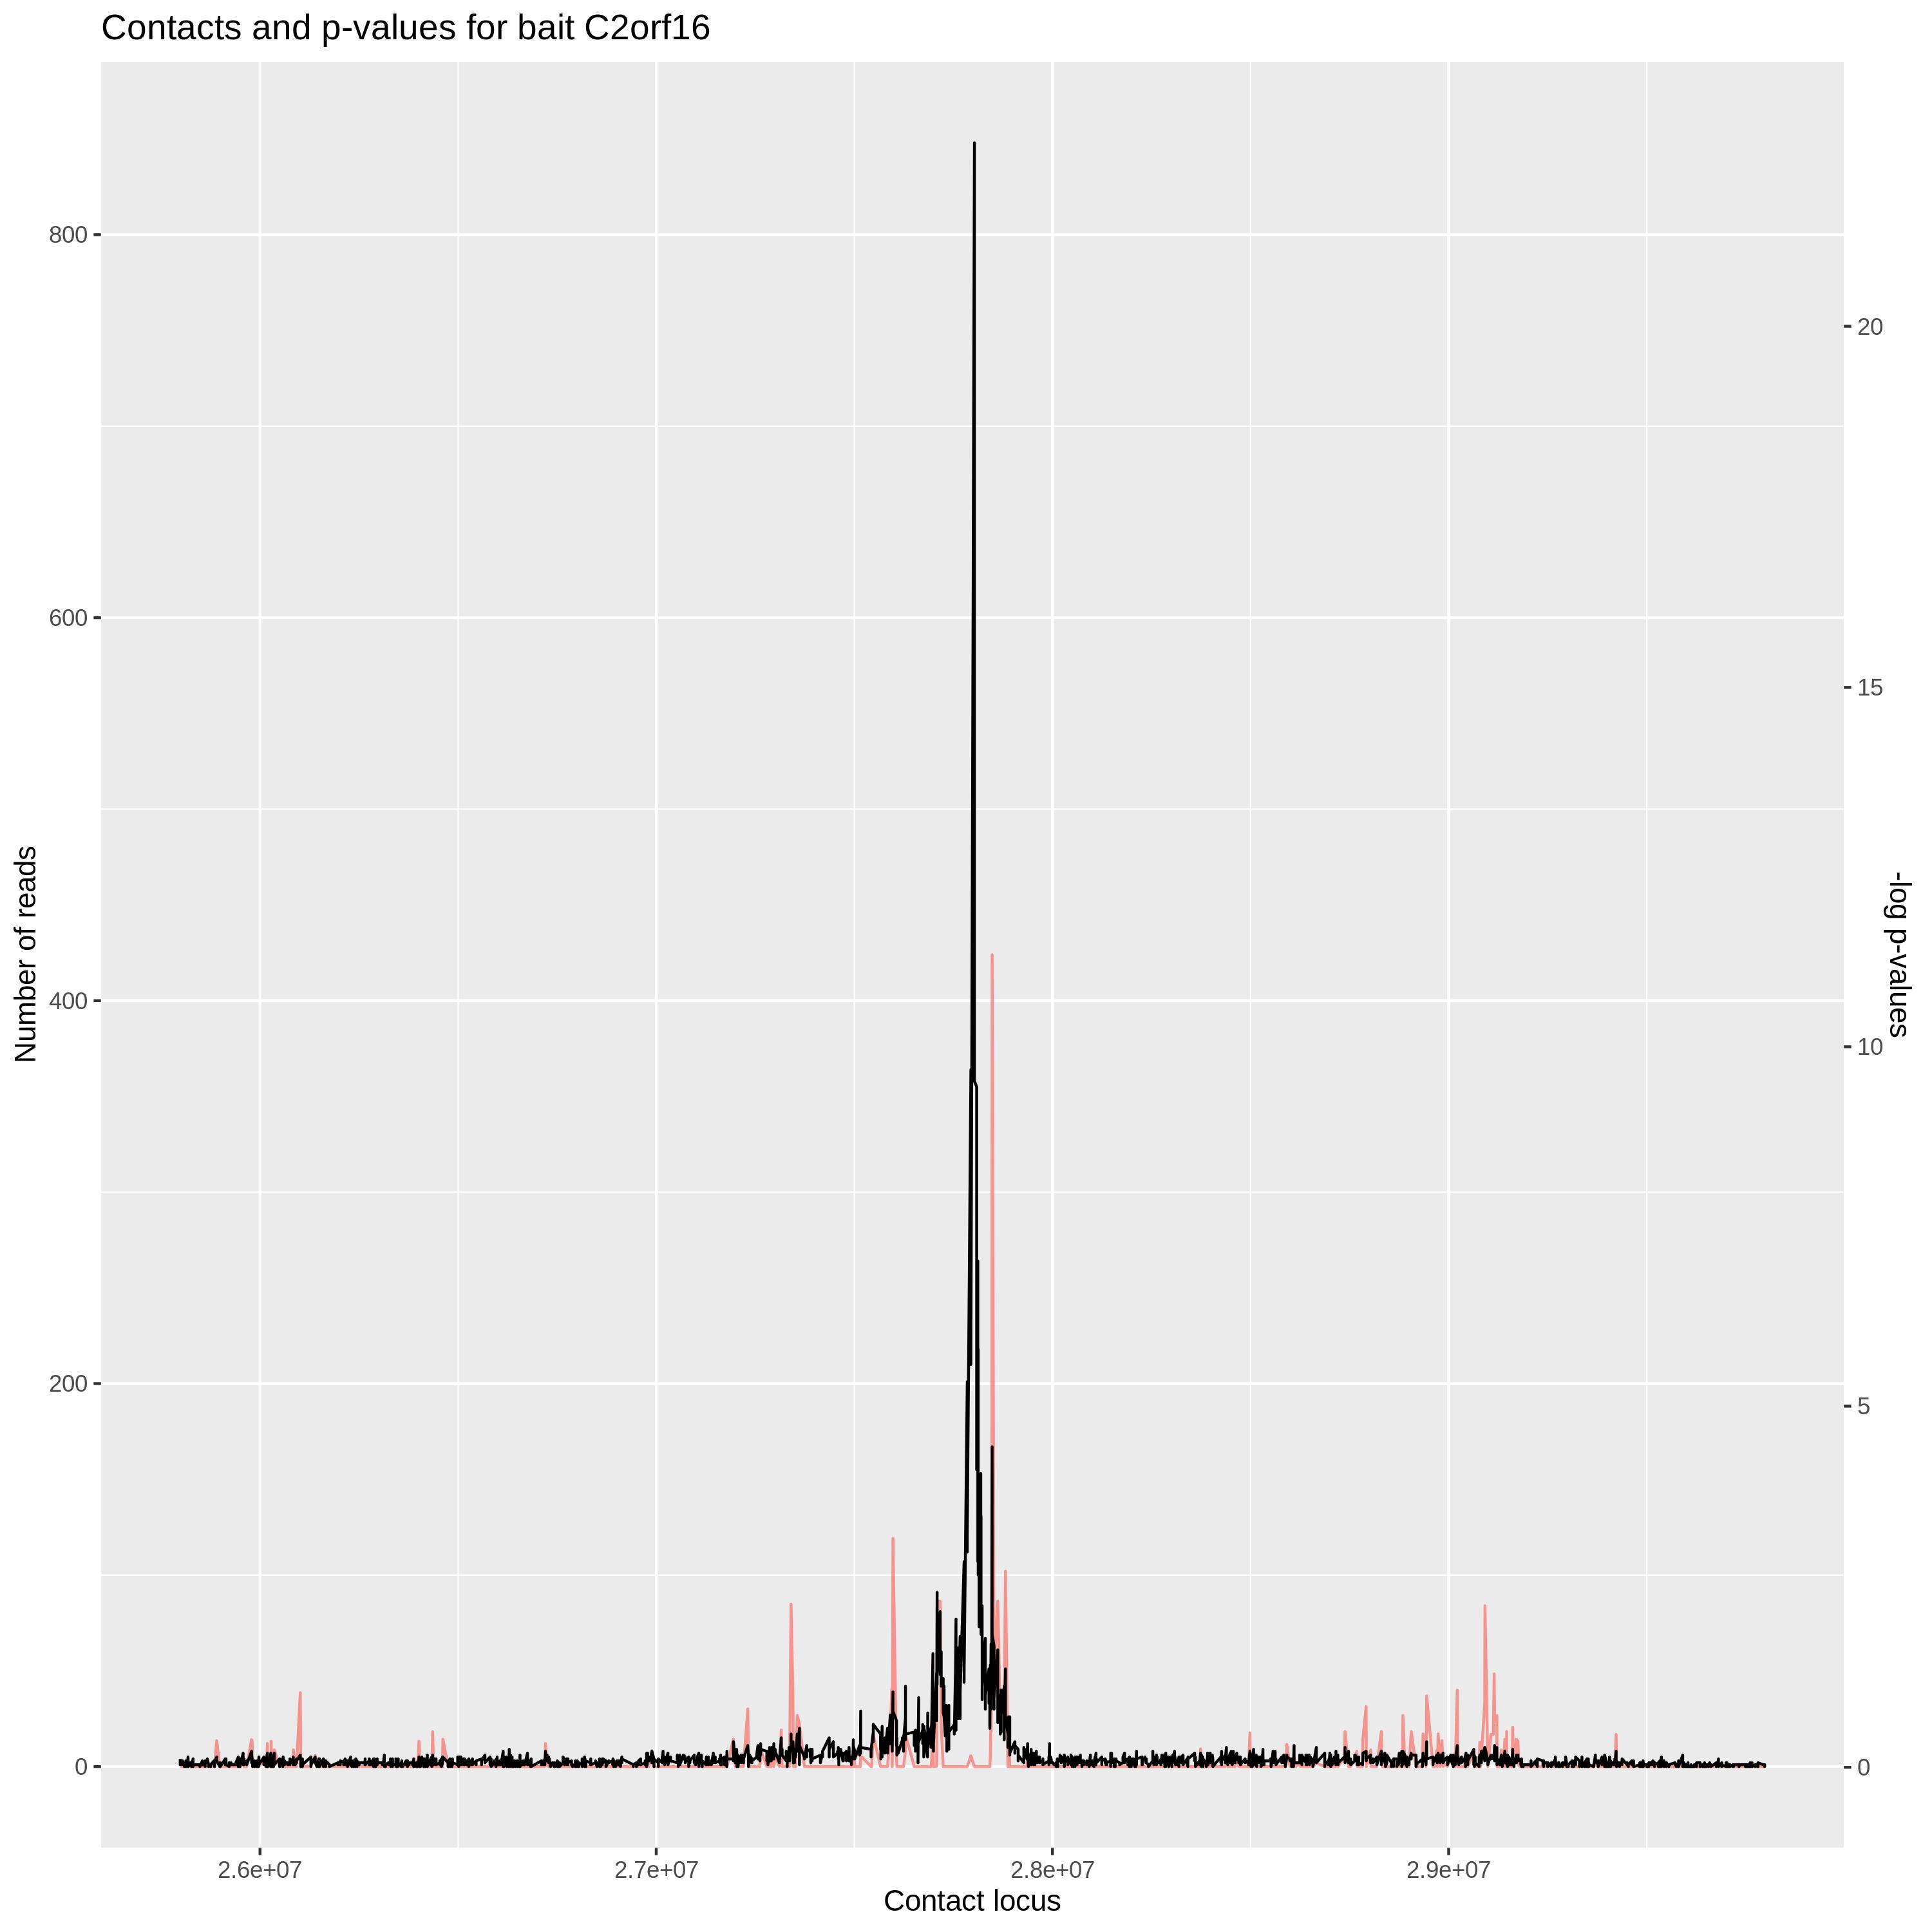 Contacts and p-values for bait C2orf16
Number of reads
800
600
400
200
0
20
15
10
5
0
-log p-values
2.6e+07 2.7e+07 2.8e+07 2.9e+07
Contact locus